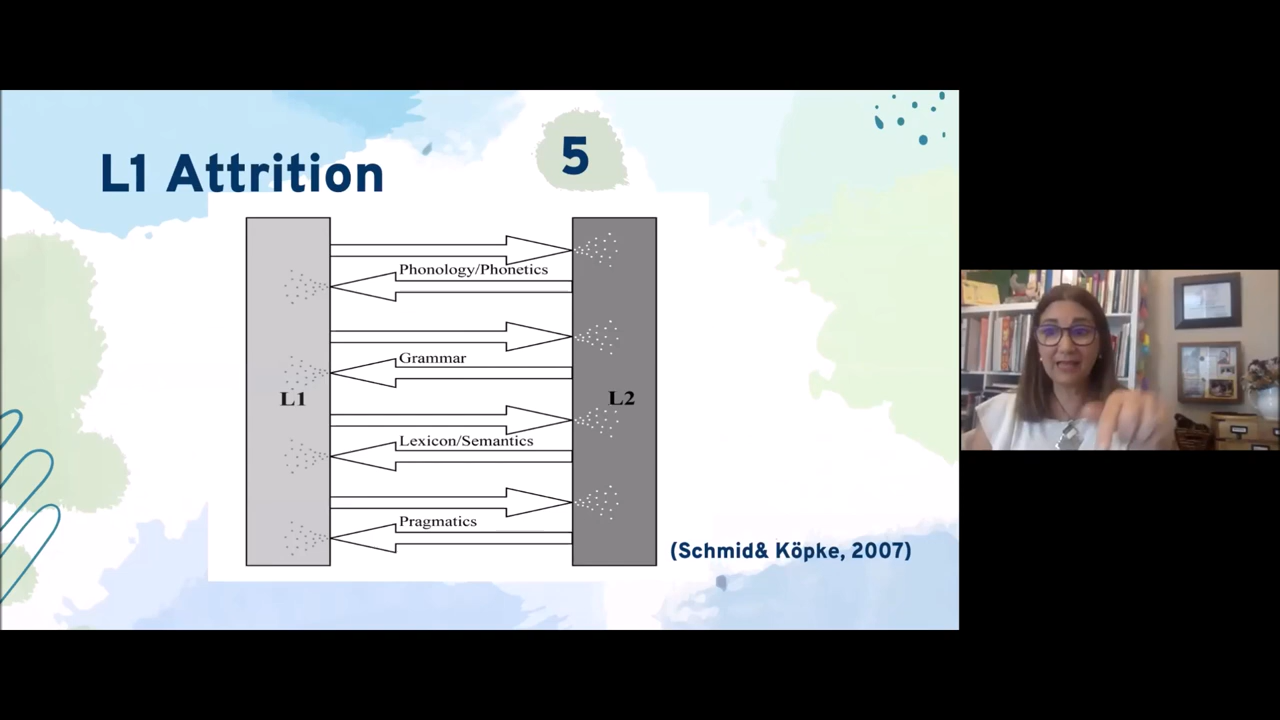 L1 Attrition
5
Phonology/Phonetics
Grammar
L1
L2
Lexicon/Semantics
Pragmatics
(Schmid& Köpke, 2007)